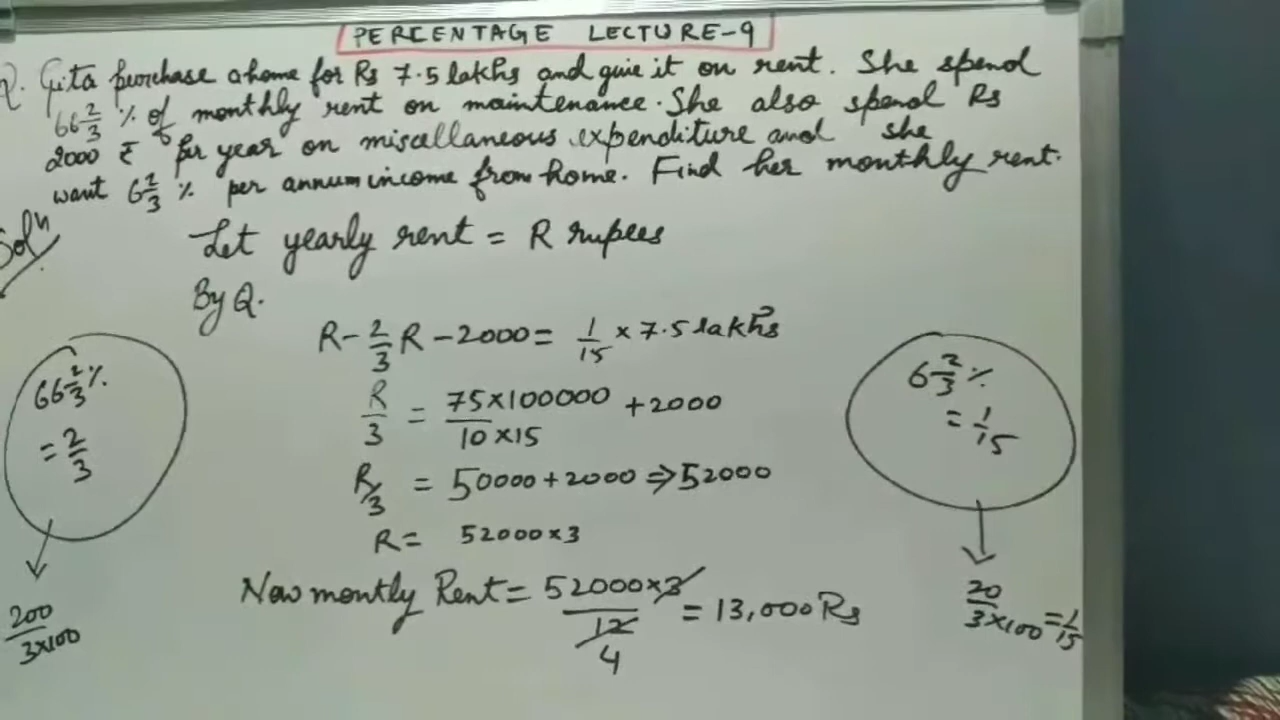 PERCENTAGE LECTURE-9
Q. Gita purchase a home for Rs 7.5 lakhs and give it on rent. She spend
66 2/3 % of monthly rent on maintenance. She also spend Rs
2000 ₹ per year on miscellaneous expenditure and she
want 6 2/3 % per annum income from home. Find her monthly rent.
Solⁿ
Let yearly rent = R rupees
By Q.
R - 2/3 R - 2000 = 1/15 × 7.5 lakhs
R/3 = 75×100000/10×15 + 2000
R/3 = 50000 + 2000 ⇒ 52000
R = 52000×3
Now montly Rent = 52000×3/12 4 = 13,000 Rs
66 2/3 %
= 2/3
200/3×100
6 2/3 %
= 1/15
20/3×100 = 1/15